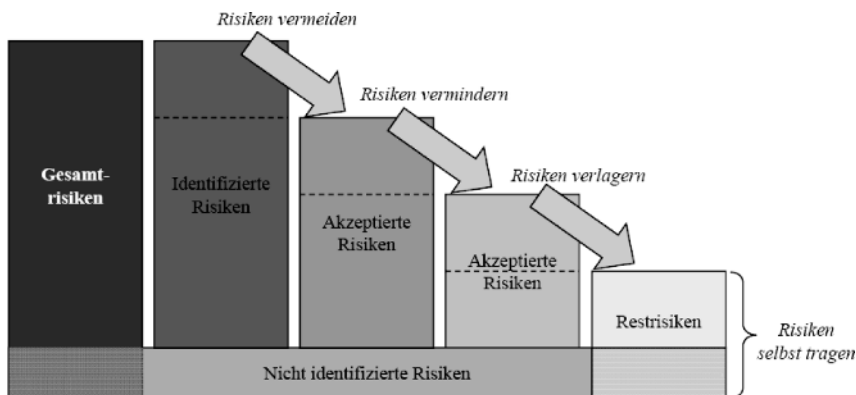 Risiken vermeiden
Risiken vermindern
Risiken verlagern
Gesamt-
risiken
Identifizierte
Risiken
Akzeptierte
Risiken
Akzeptierte
Risiken
Restrisiken
Risiken
selbst tragen
Nicht identifizierte Risiken